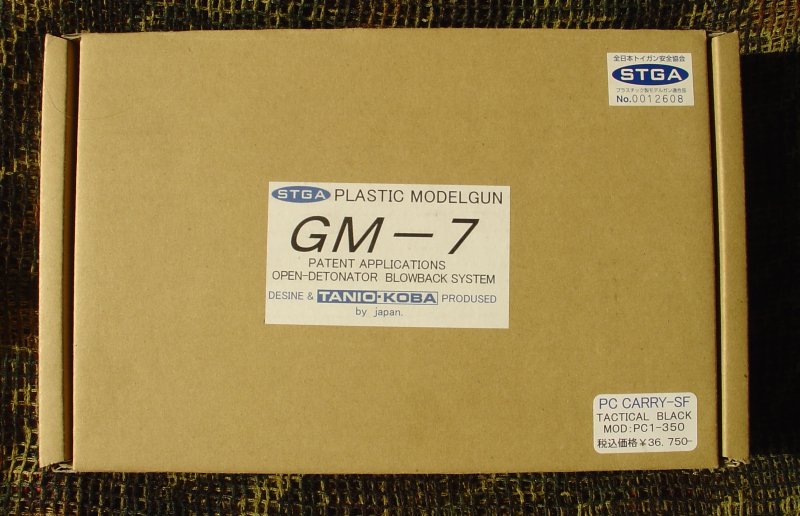 全日本トイガン安全協会
STGA
プラスチック製モデルガン適合品
No.0012608
STGA PLASTIC MODELGUN
GM-7
PATENT APPLICATIONS
OPEN-DETONATOR BLOWBACK SYSTEM
DESINE & TANIO・KOBA PRODUSED
by japan.
PC CARRY-SF
TACTICAL BLACK
MOD:PC1-350
税込価格¥36.750-